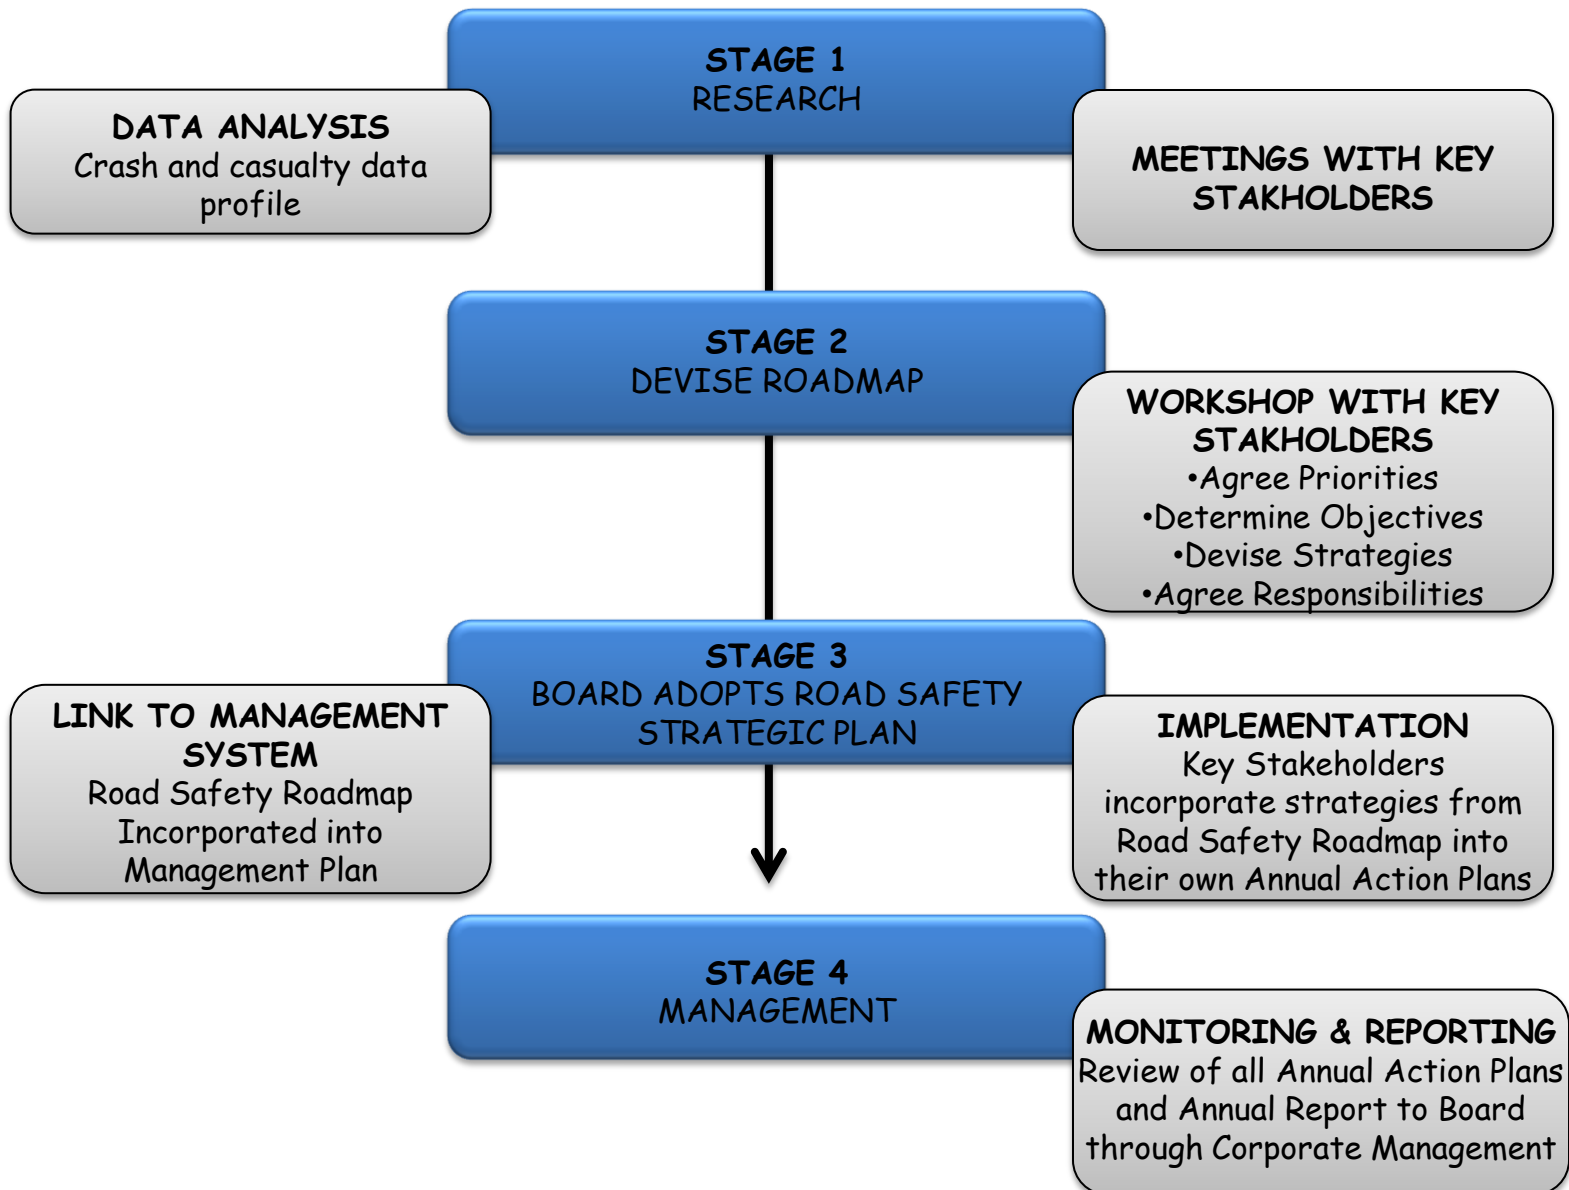 STAGE 1
RESEARCH
DATA ANALYSIS
Crash and casualty data
profile
MEETINGS WITH KEY
STAKHOLDERS
STAGE 2
DEVISE ROADMAP
WORKSHOP WITH KEY
STAKHOLDERS
•Agree Priorities
•Determine Objectives
•Devise Strategies
•Agree Responsibilities
STAGE 3
BOARD ADOPTS ROAD SAFETY
STRATEGIC PLAN
LINK TO MANAGEMENT
SYSTEM
Road Safety Roadmap
Incorporated into
Management Plan
IMPLEMENTATION
Key Stakeholders
incorporate strategies from
Road Safety Roadmap into
their own Annual Action Plans
STAGE 4
MANAGEMENT
MONITORING & REPORTING
Review of all Annual Action Plans
and Annual Report to Board
through Corporate Management